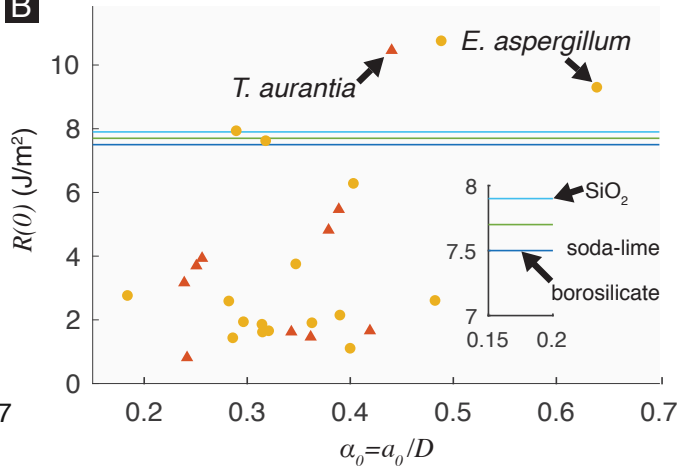 B
R(0) (J/m²)
10
8
6
4
2
0
E. aspergillum
T. aurantia
8
7.5
7
0.15 0.2
SiO₂
soda-lime
borosilicate
7
0.2 0.3 0.4 0.5 0.6 0.7
α₀=a₀/D